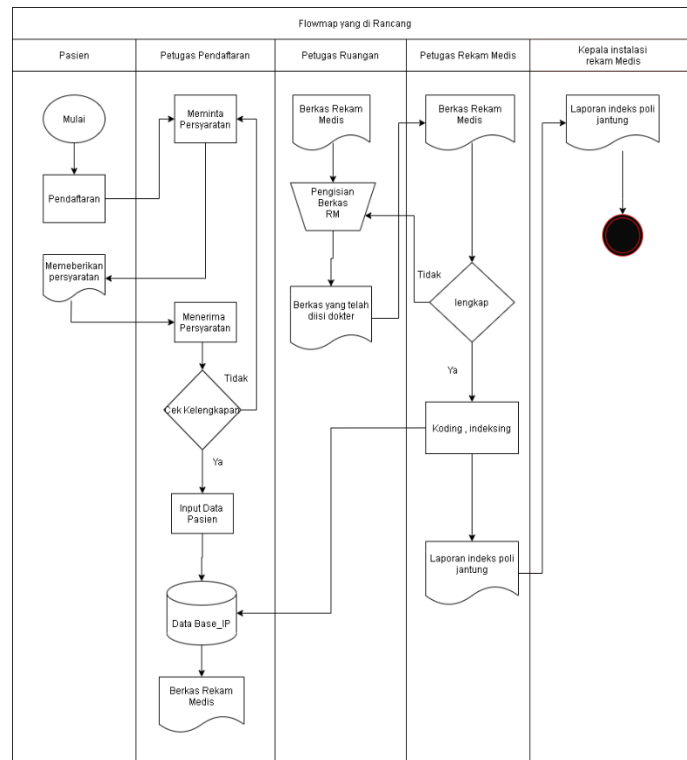 Flowmap yang di Rancang
Pasien
Petugas Pendaftaran
Petugas Ruangan
Petugas Rekam Medis
Kepala instalasi
rekam Medis
Mulai
Pendaftaran
Memeberikan
persyaratan
Meminta
Persyaratan
Menerima
Persyaratan
Tidak
Cek Kelengkapan
Ya
Input Data
Pasien
Data Base_IP
Berkas Rekam
Medis
Berkas Rekam
Medis
Pengisian
Berkas
RM
Berkas yang telah
diisi dokter
Berkas Rekam
Medis
Tidak
lengkap
Ya
Koding , indeksing
Laporan indeks poli
jantung
Laporan indeks poli
jantung